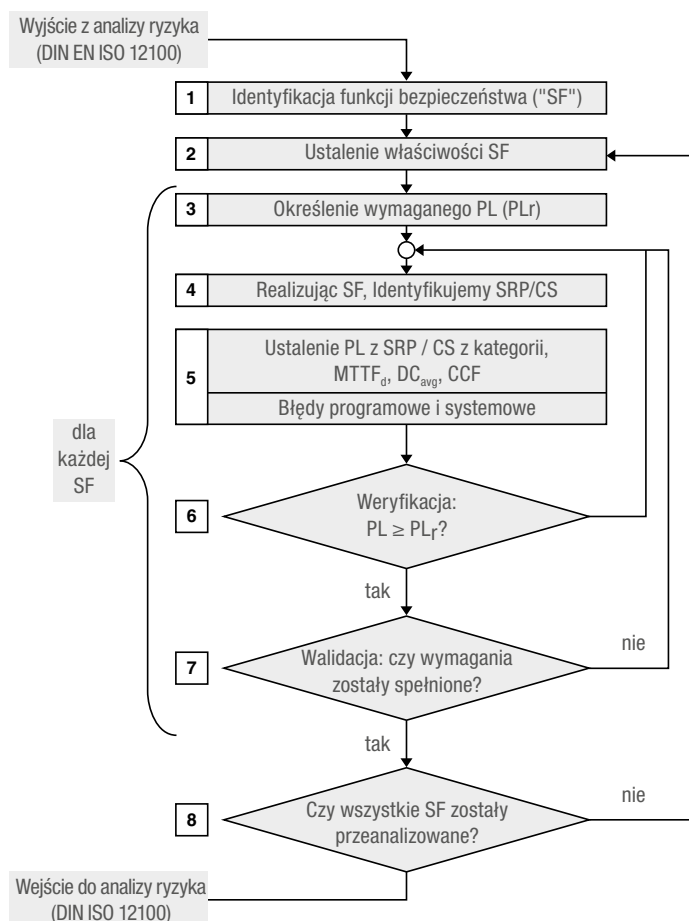 Wyjście z analizy ryzyka
(DIN EN ISO 12100)
1
Identyfikacja funkcji bezpieczeństwa ("SF")
2
Ustalenie właściwości SF
3
Określenie wymaganego PL (PLr)
4
Realizując SF, Identyfikujemy SRP/CS
5
Ustalenie PL z SRP / CS z kategorii,
MTTFd, DCavg, CCF
Błędy programowe i systemowe
dla
każdej
SF
6
Weryfikacja:
PL ≥ PLr?
tak
7
Walidacja: czy wymagania
zostały spełnione?
nie
tak
8
Czy wszystkie SF zostały
przeanalizowane?
nie
Wejście do analizy ryzyka
(DIN ISO 12100)